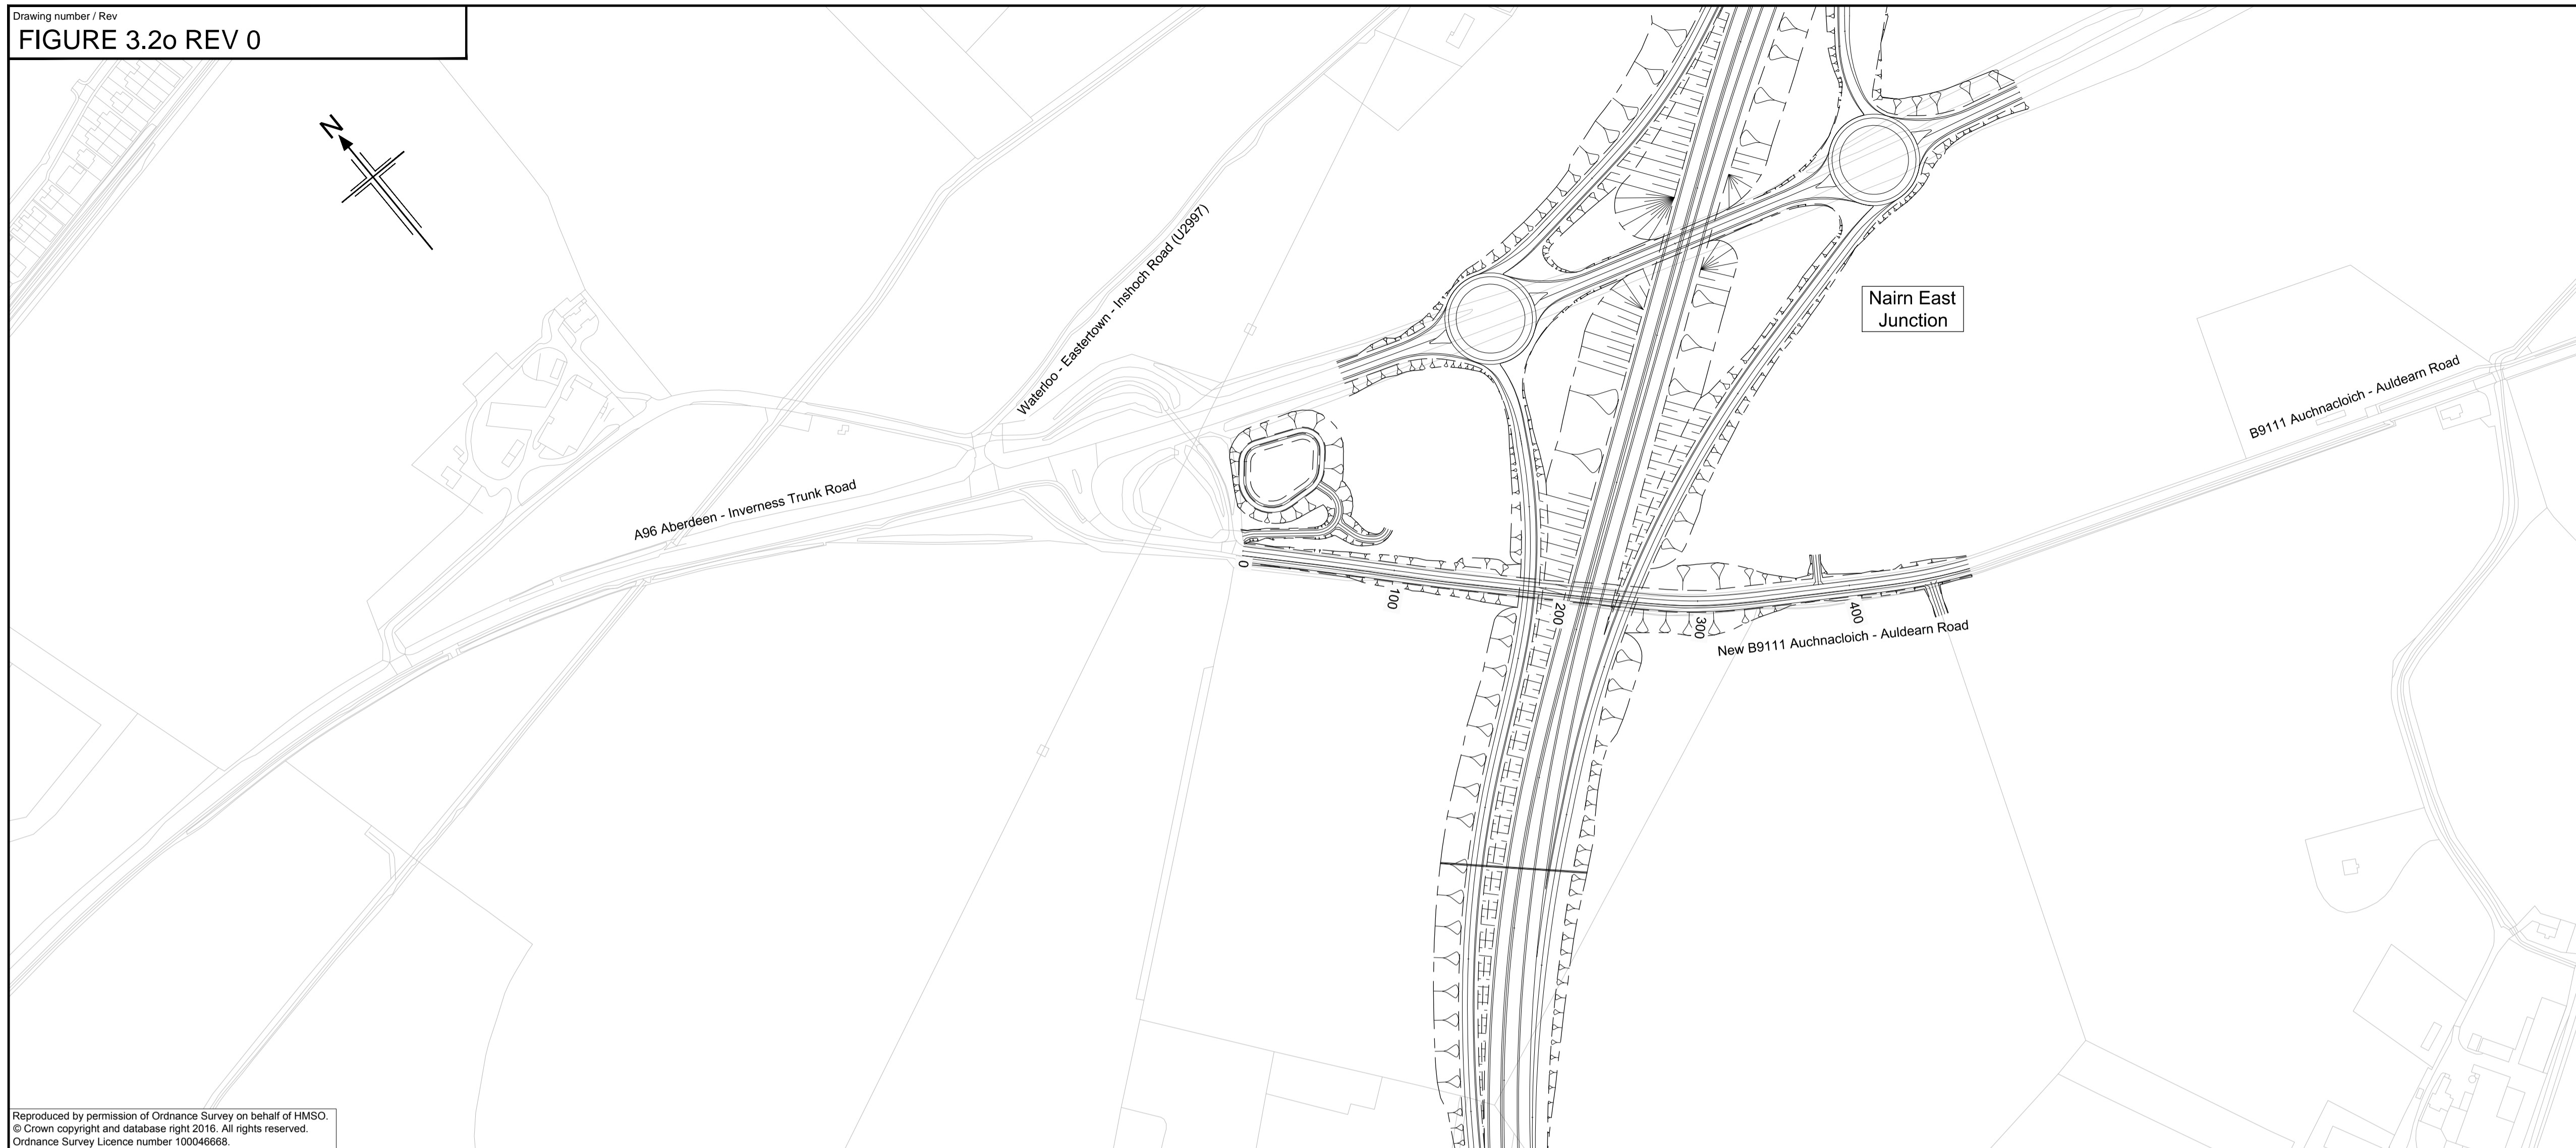 Drawing number / Rev
FIGURE 3.2o REV 0
N
Waterloo - Eastertown - Inshoch Road (U2997)
Nairn East
Junction
B9111 Auchnacloich - Auldearn Road
A96 Aberdeen - Inverness Trunk Road
0
100
200
300
400
New B9111 Auchnacloich - Auldearn Road
Reproduced by permission of Ordnance Survey on behalf of HMSO.
© Crown copyright and database right 2016. All rights reserved.
Ordnance Survey Licence number 100046668.